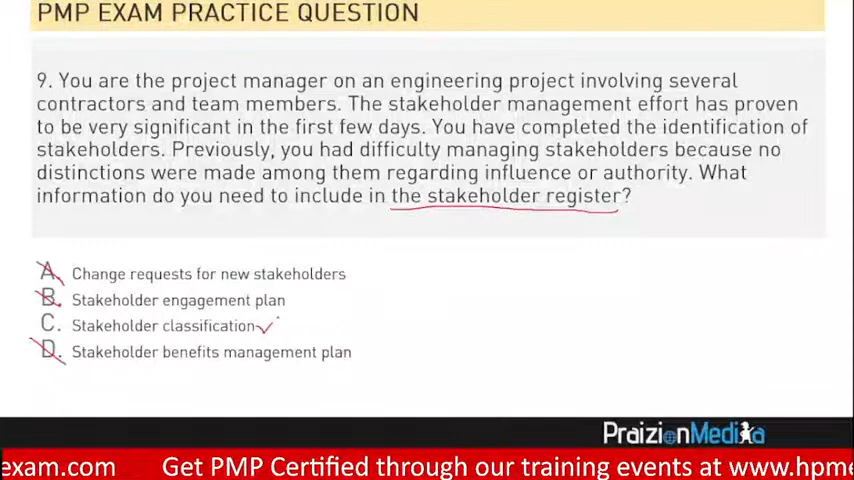 PMP EXAM PRACTICE QUESTION
9. You are the project manager on an engineering project involving several
contractors and team members. The stakeholder management effort has proven
to be very significant in the first few days. You have completed the identification of
stakeholders. Previously, you had difficulty managing stakeholders because no
distinctions were made among them regarding influence or authority. What
information do you need to include in the stakeholder register?
A. Change requests for new stakeholders
B. Stakeholder engagement plan
C. Stakeholder classification
D. Stakeholder benefits management plan
PraizionMedia
exam.com Get PMP Certified through our training events at www.hpme